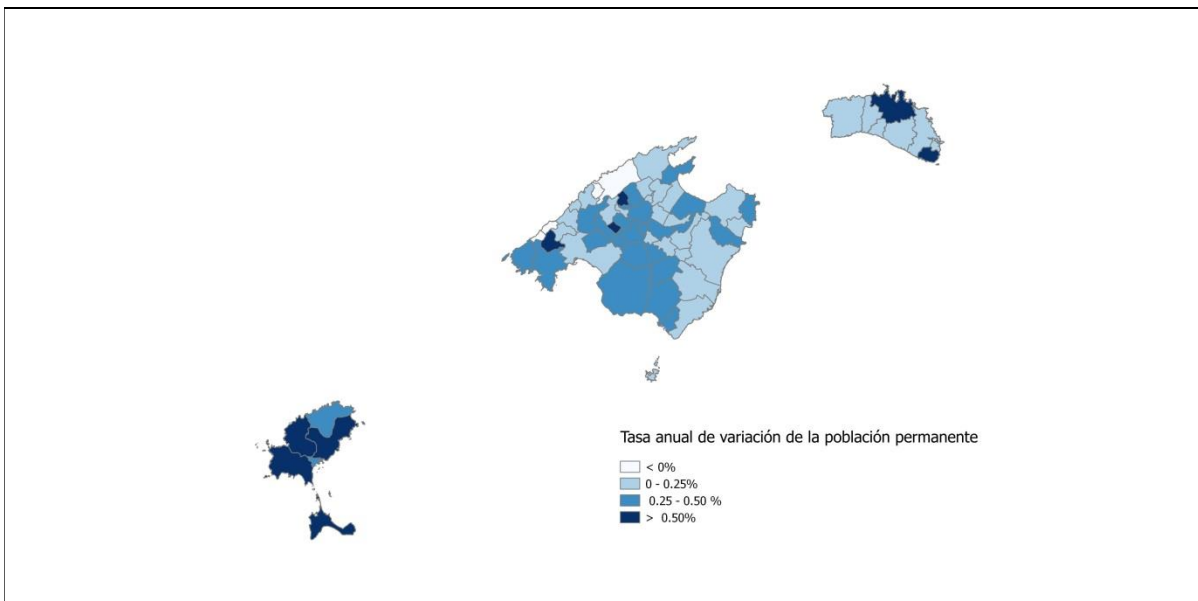 Tasa anual de variación de la población permanente
< 0%
0 - 0.25%
0.25 - 0.50 %
> 0.50%